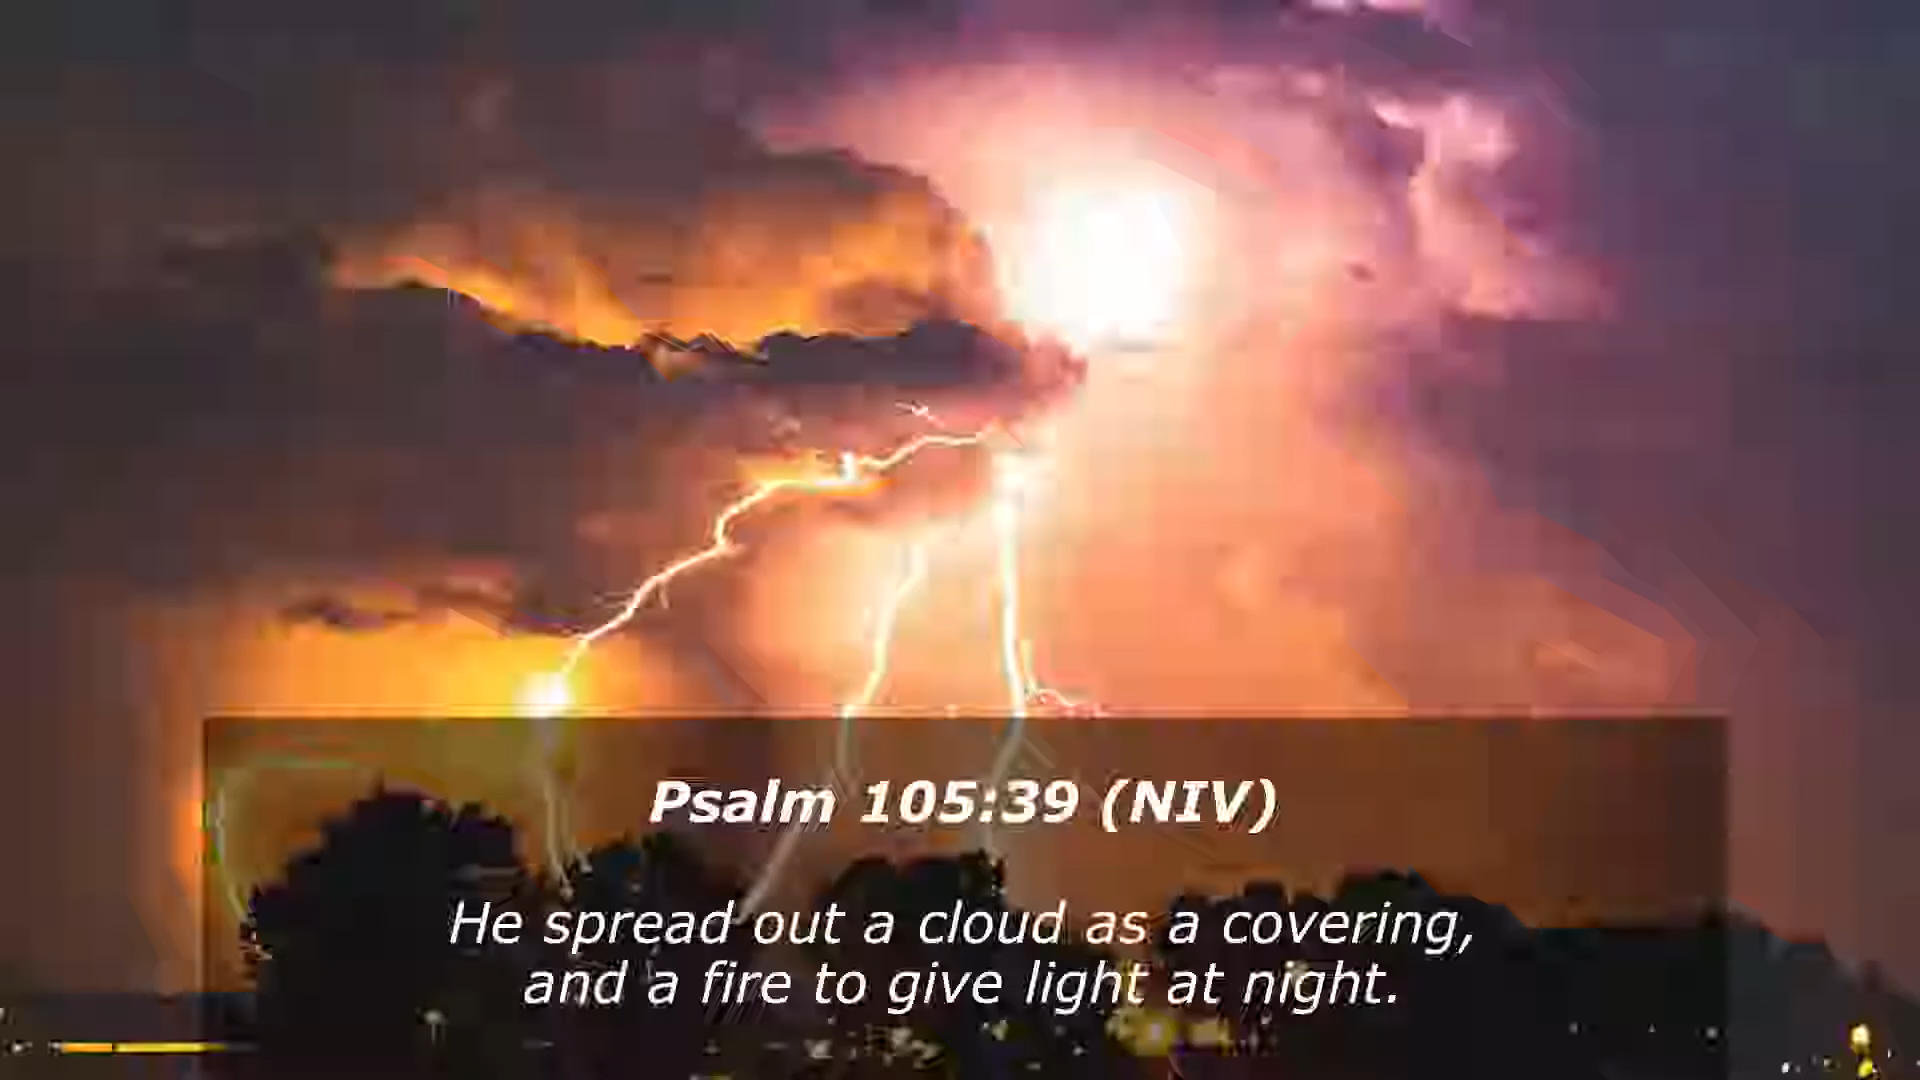 Psalm 105:39 (NIV)
He spread out a cloud as a covering,
and a fire to give light at night.